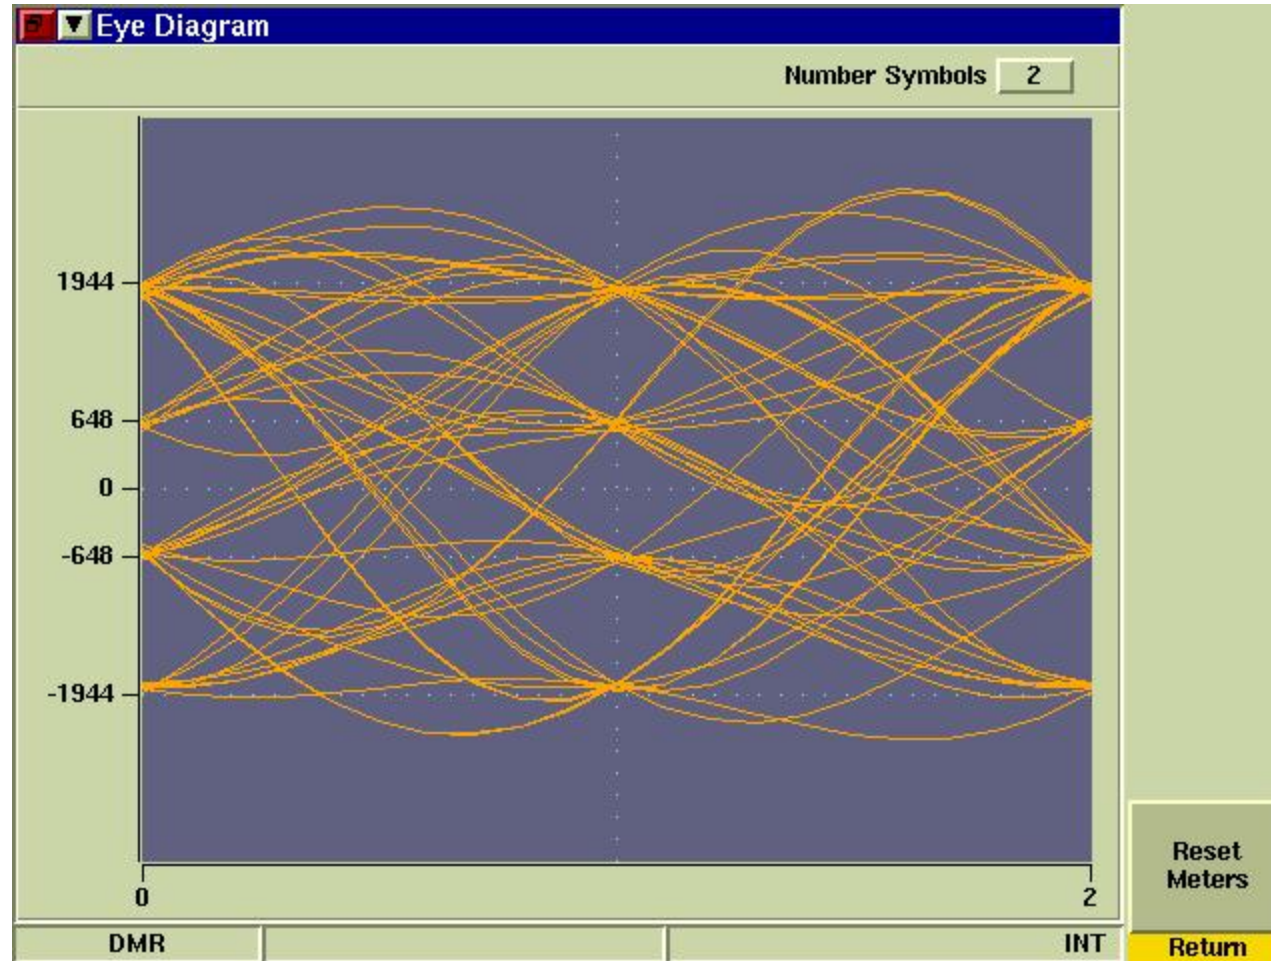 Eye Diagram
Number Symbols 2
1944
648
0
-648
-1944
0 2
Reset
Meters
DMR INT Return